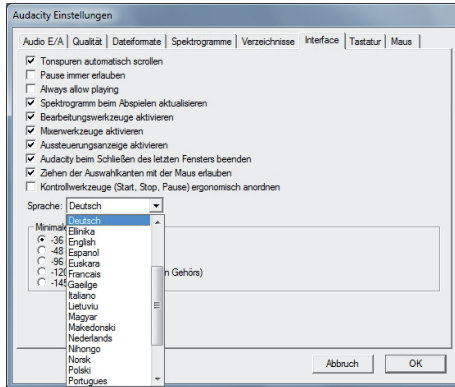 Audacity Einstellungen
Audio E/A Qualität Dateiformate Spektrogramme Verzeichnisse Interface Tastatur Maus
Tonspuren automatisch scrollen
Pause immer erlauben
Always allow playing
Spektrogramm beim Abspielen aktualisieren
Bearbeitungswerkzeuge aktivieren
Mixerwerkzeuge aktivieren
Aussteuerungsanzeige aktivieren
Audacity beim Schließen des letzten Fensters beenden
Ziehen der Auswahlkanten mit der Maus erlauben
Kontrollwerkzeuge (Start, Stop, Pause) ergonomisch anordnen
Sprache: Deutsch
Deutsch
Minimale
Ellinika
-36 English
-48 Espanol
-96 Euskara
-120 Francais n Gehörs)
-145 Gaeilge
Italiano
Lietuviu
Magyar
Makedonski
Nederlands
Nihongo
Norsk
Polski
Portugues
Abbruch OK